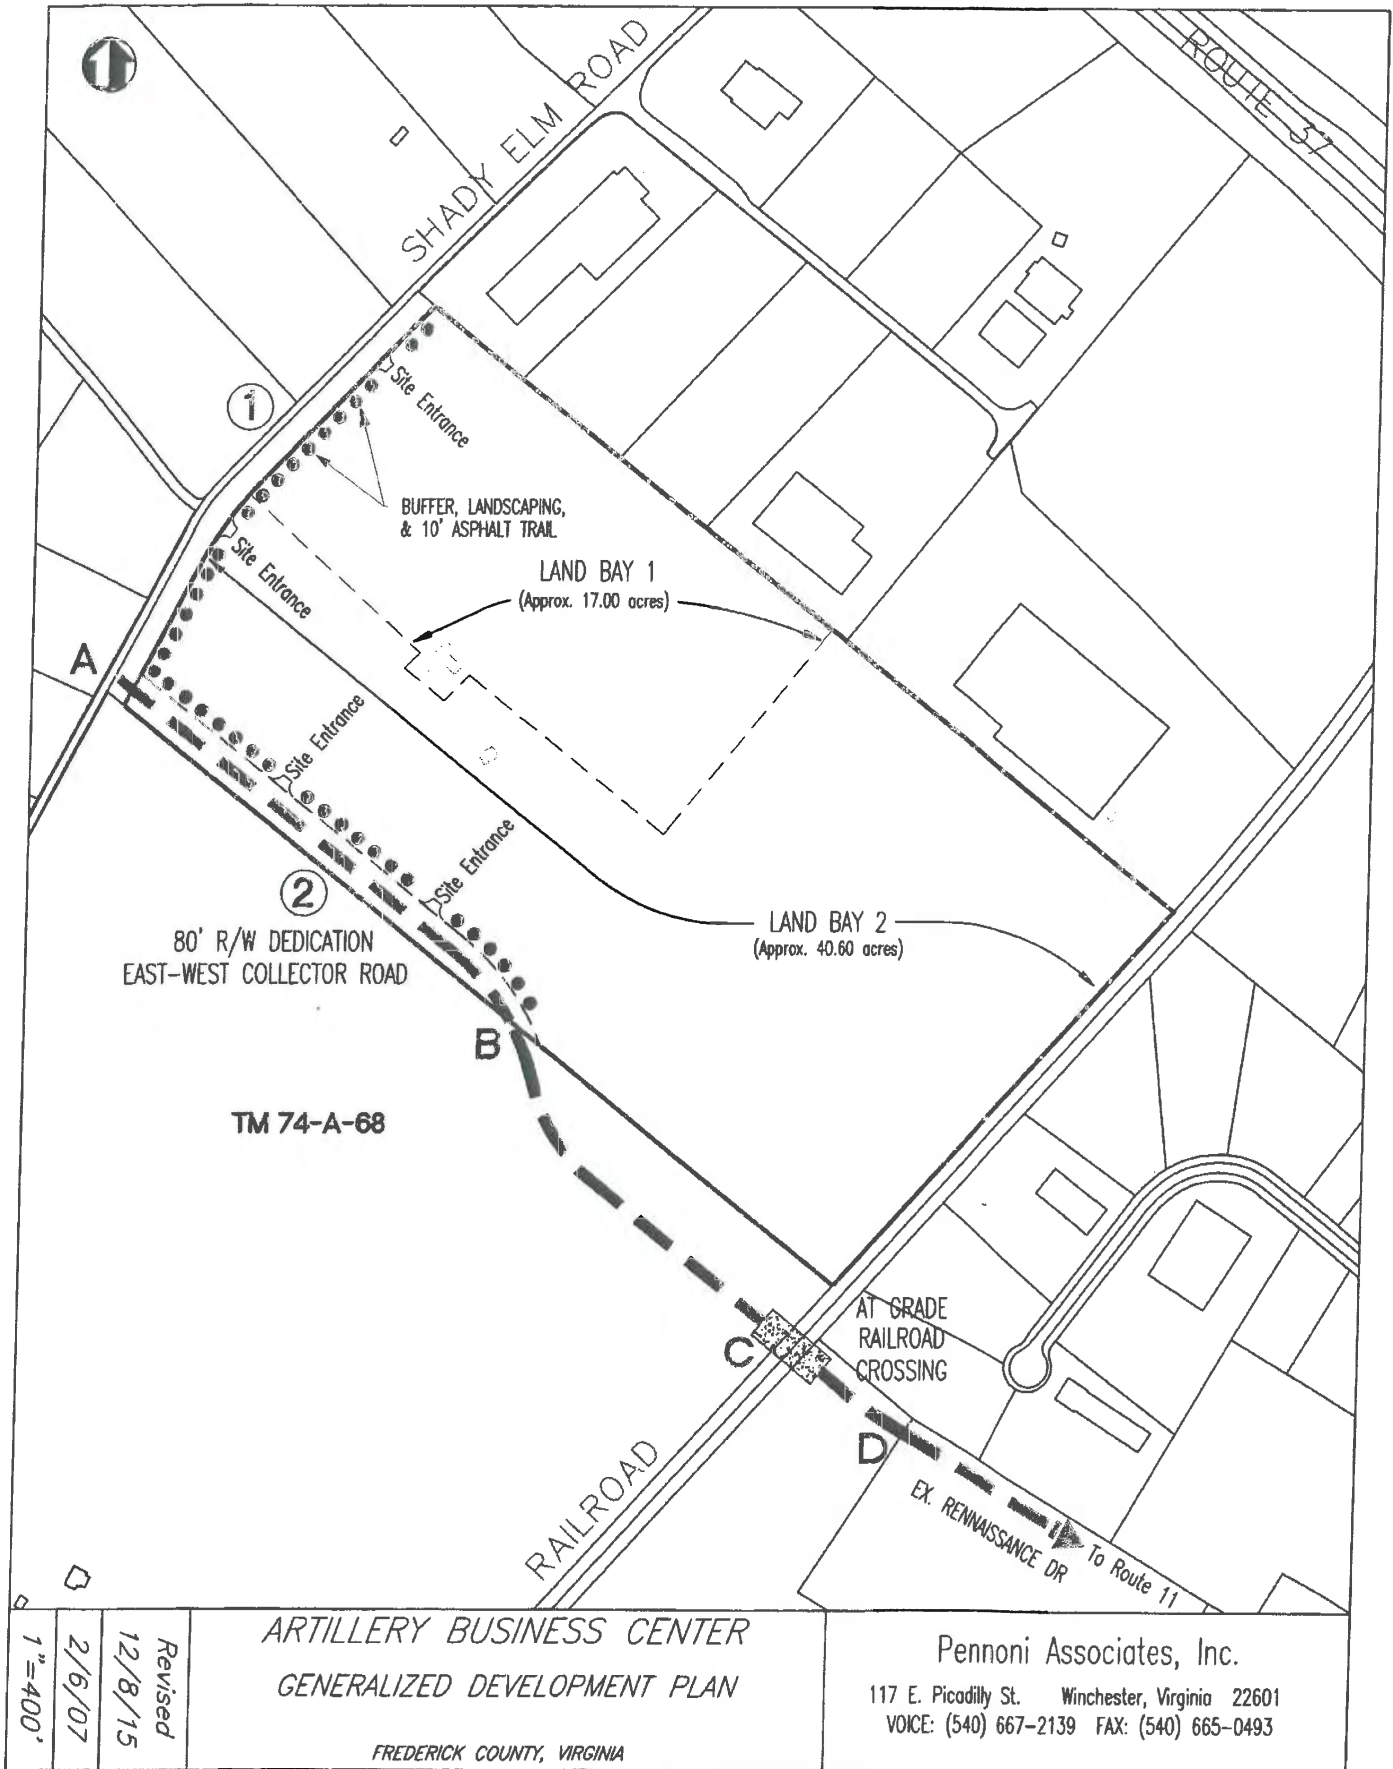 ROUTE 37
SHADY ELM ROAD
1
Site Entrance
BUFFER, LANDSCAPING,
& 10' ASPHALT TRAIL
Site Entrance
LAND BAY 1
(Approx. 17.00 acres)
A
Site Entrance
Site Entrance
2
80' R/W DEDICATION
EAST-WEST COLLECTOR ROAD
LAND BAY 2
(Approx. 40.60 acres)
B
TM 74-A-68
AT GRADE
RAILROAD
CROSSING
C
D
RAILROAD
EX. RENNAISSANCE DR
To Route 11
1"=400'
2/6/07
12/8/15
Revised
ARTILLERY BUSINESS CENTER
GENERALIZED DEVELOPMENT PLAN
FREDERICK COUNTY, VIRGINIA
Pennoni Associates, Inc.
117 E. Picadilly St. Winchester, Virginia 22601
VOICE: (540) 667-2139 FAX: (540) 665-0493